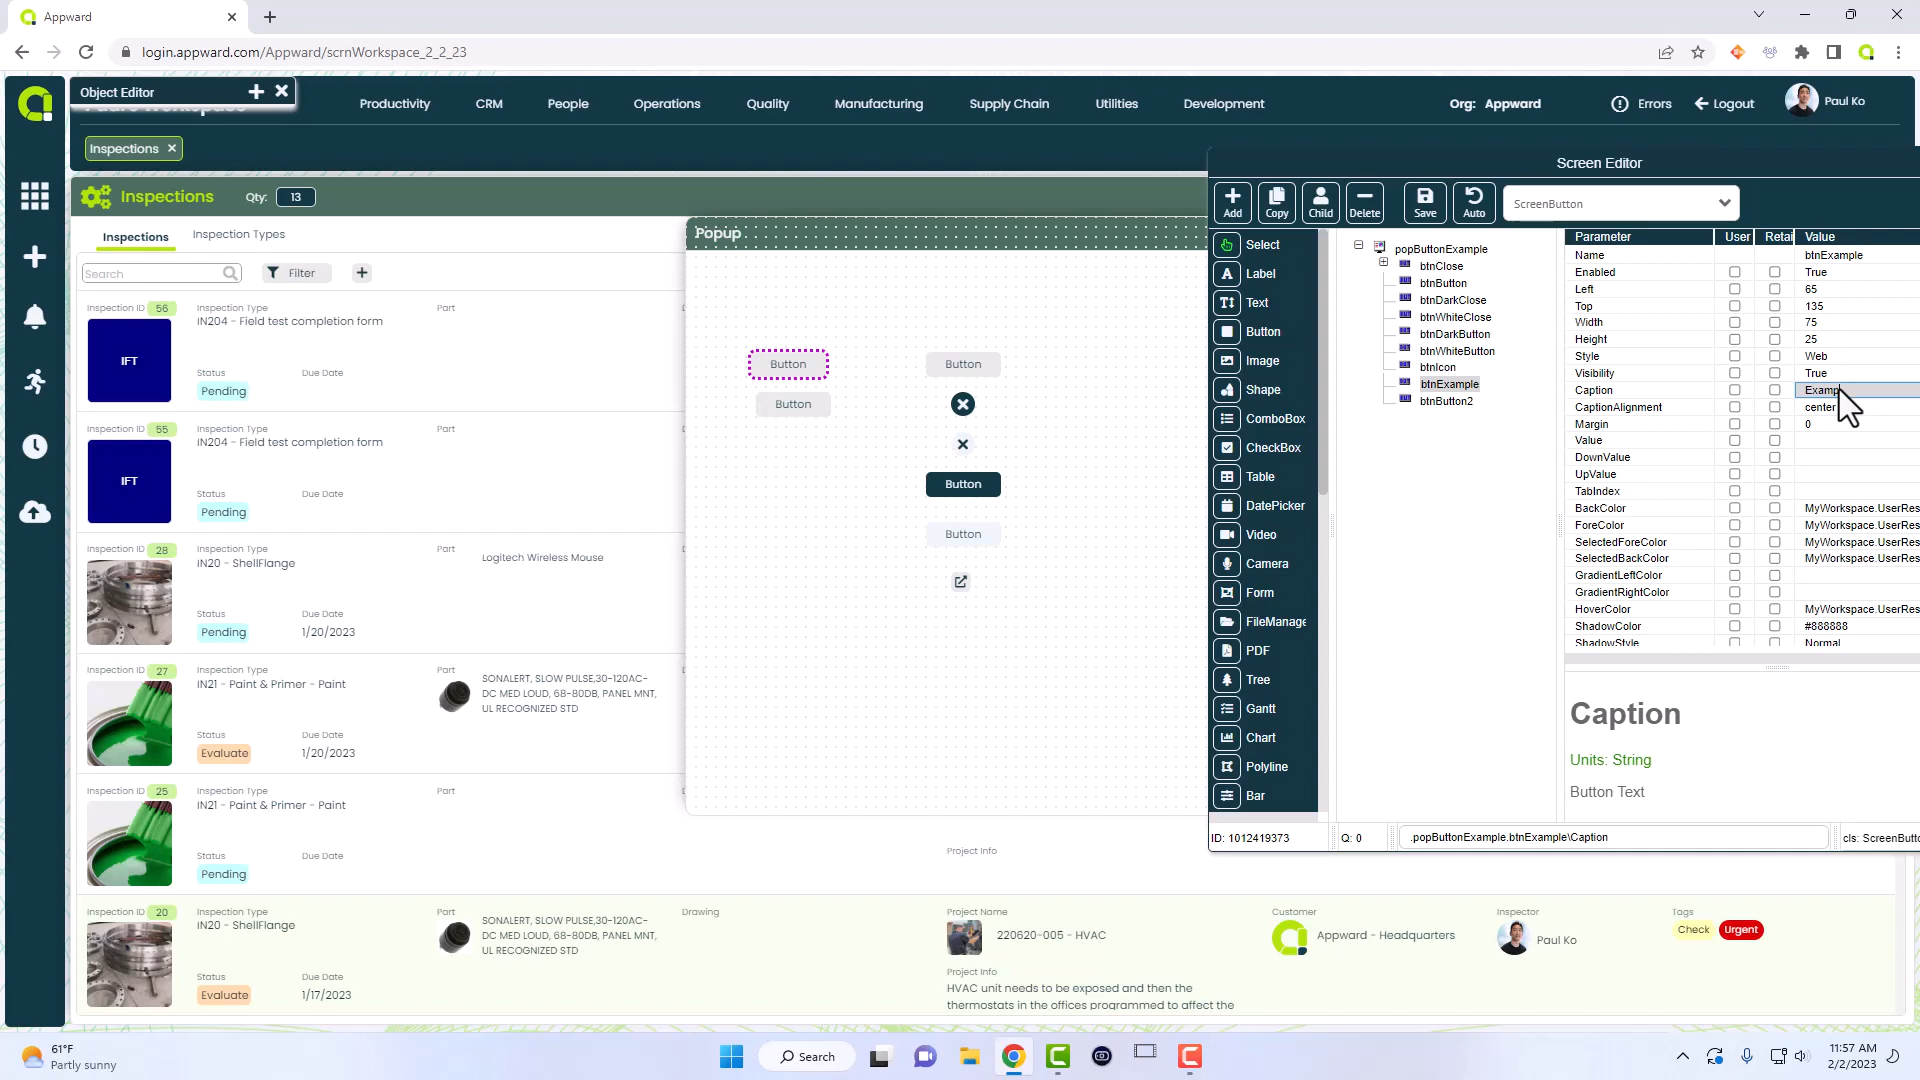 Appward
login.appward.com/Appward/scrnWorkspace_2_2_23
Object Editor
Productivity
CRM
People
Operations
Quality
Manufacturing
Supply Chain
Utilities
Development
Org: Appward
Errors
Logout
Paul Ko
Inspections
Inspections
Qty:
13
Inspections
Inspection Types
Search
Filter
Inspection ID 56
Inspection Type
IN204 - Field test completion form
Part
IFT
Status
Pending
Due Date
Inspection ID 55
Inspection Type
IN204 - Field test completion form
Part
IFT
Status
Pending
Due Date
Inspection ID 28
Inspection Type
IN20 - ShellFlange
Part
Logitech Wireless Mouse
Status
Pending
Due Date
1/20/2023
Inspection ID 27
Inspection Type
IN21 - Paint & Primer - Paint
Part
SONALERT, SLOW PULSE,30-120AC-
DC MED LOUD, 68-80DB, PANEL MNT,
UL RECOGNIZED STD
Status
Evaluate
Due Date
1/20/2023
Inspection ID 25
Inspection Type
IN21 - Paint & Primer - Paint
Part
Status
Pending
Due Date
Project Info
Inspection ID 20
Inspection Type
IN20 - ShellFlange
Part
SONALERT, SLOW PULSE,30-120AC-
DC MED LOUD, 68-80DB, PANEL MNT,
UL RECOGNIZED STD
Status
Evaluate
Due Date
1/17/2023
Drawing
Project Name
220620-005 - HVAC
Project Info
HVAC unit needs to be exposed and then the
thermostats in the offices programmed to affect the
Customer
Appward - Headquarters
Inspector
Paul Ko
Tags
Check
Urgent
Popup
Button
Button
Button
Button
Button
Screen Editor
Add
Copy
Child
Delete
Save
Auto
ScreenButton
Select
Label
Text
Button
Image
Shape
ComboBox
CheckBox
Table
DatePicker
Video
Camera
Form
FileManage
PDF
Tree
Gantt
Chart
Polyline
Bar
popButtonExample
btnClose
btnButton
btnDarkClose
btnWhiteClose
btnDarkButton
btnWhiteButton
btnIcon
btnExample
btnButton2
Parameter User Retai Value
Name btnExample
Enabled True
Left 65
Top 135
Width 75
Height 25
Style Web
Visibility True
Caption Examp
CaptionAlignment center
Margin 0
Value
DownValue
UpValue
TabIndex
BackColor MyWorkspace.UserRes
ForeColor MyWorkspace.UserRes
SelectedForeColor MyWorkspace.UserRes
SelectedBackColor MyWorkspace.UserRes
GradientLeftColor
GradientRightColor
HoverColor MyWorkspace.UserRes
ShadowColor #888888
ShadowStyle Normal
Caption
Units: String
Button Text
ID: 1012419373
Q: 0
.popButtonExample.btnExample\Caption
cls: ScreenButto
61°F
Partly sunny
Search
11:57 AM
2/2/2023